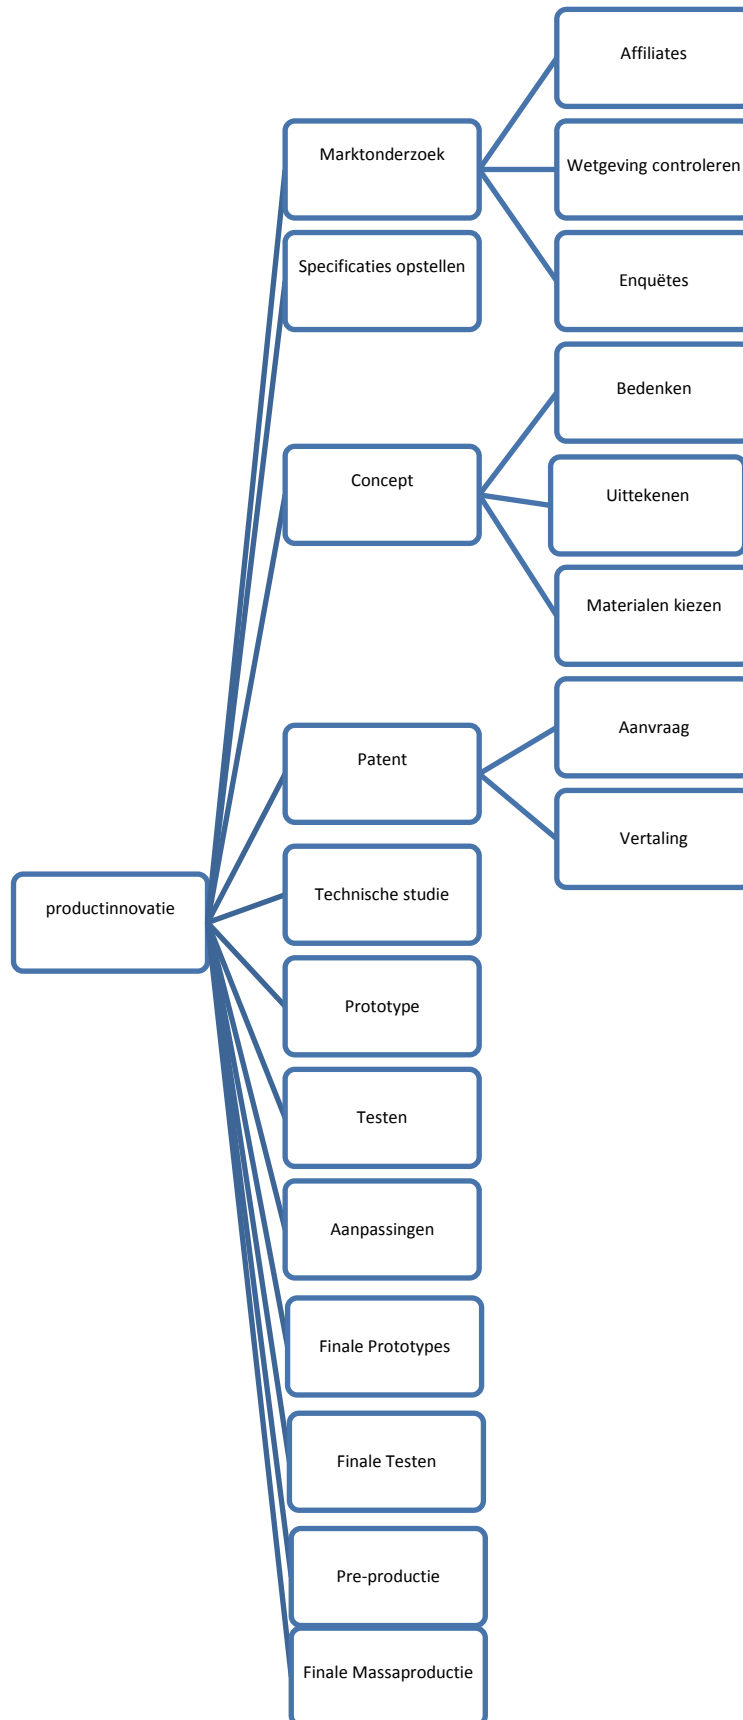 Affiliates
Marktonderzoek
Wetgeving controleren
Specificaties opstellen
Enquëtes
Bedenken
Concept
Uittekenen
Materialen kiezen
Patent
Aanvraag
Vertaling
productinnovatie
Technische studie
Prototype
Testen
Aanpassingen
Finale Prototypes
Finale Testen
Pre-productie
Finale Massaproductie